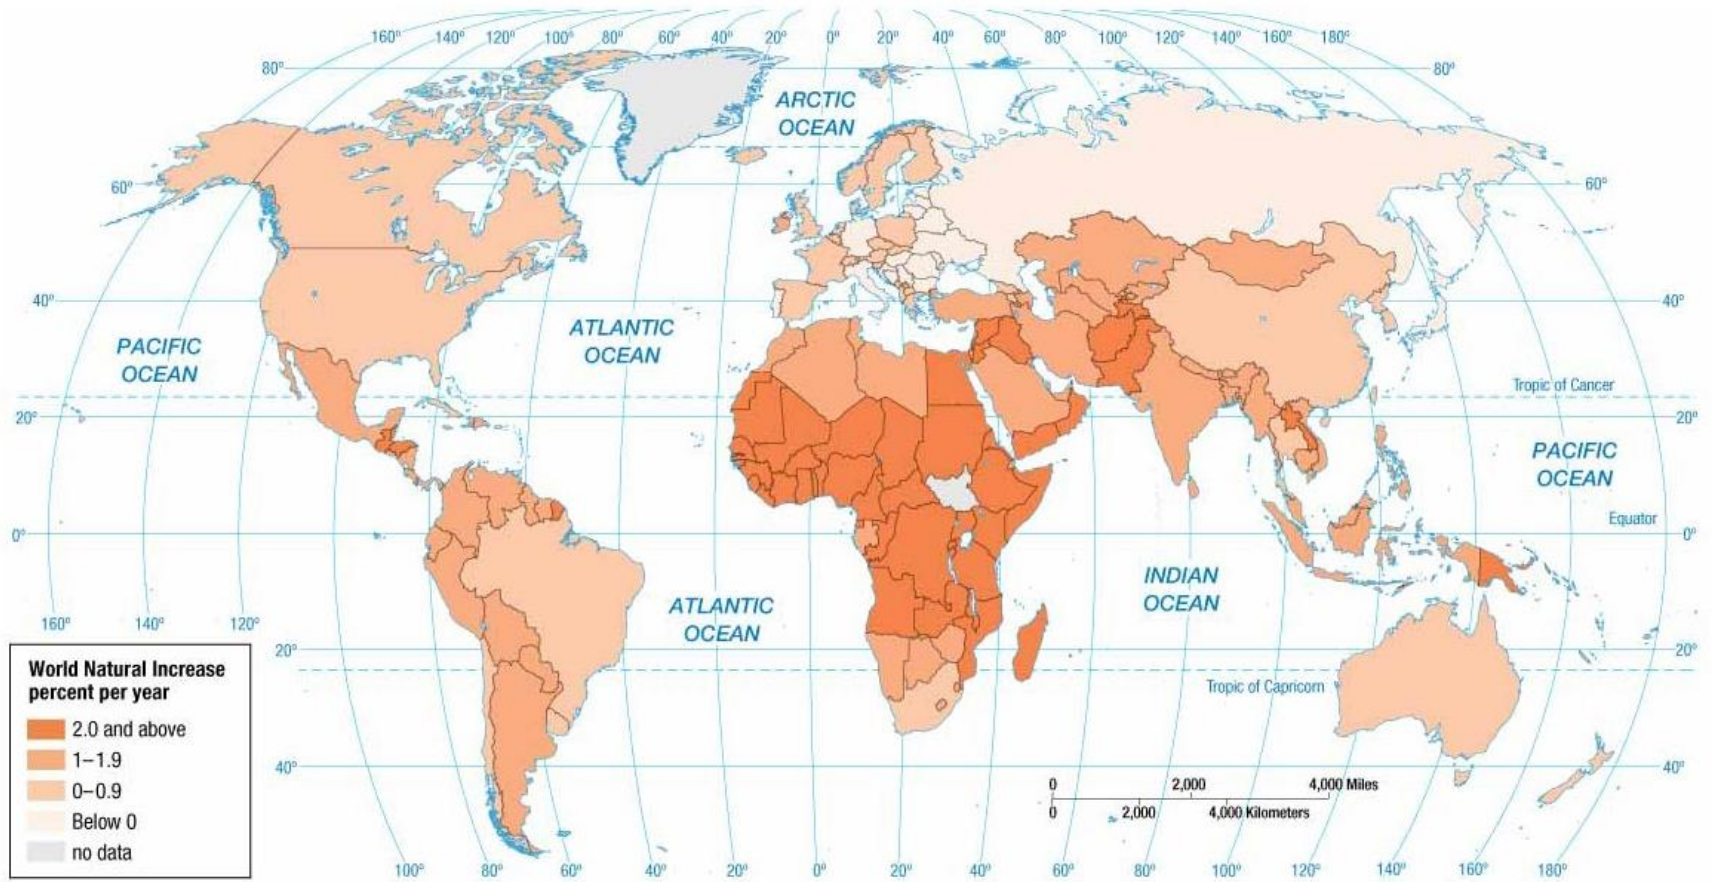 160° 140° 120° 100° 80° 60° 40° 20° 0° 20° 40° 60° 80° 100° 120° 140° 160° 180°
80° 80°
ARCTIC
OCEAN
60° 60°
40° 40°
ATLANTIC
OCEAN
PACIFIC
OCEAN
Tropic of Cancer
20° 20°
PACIFIC
OCEAN
Equator
0° 0°
INDIAN
OCEAN
ATLANTIC
OCEAN
160° 140° 120°
20° 20°
Tropic of Capricorn
World Natural Increase
percent per year
2.0 and above
1–1.9
0–0.9
Below 0
no data
40° 40°
0 2,000 4,000 Miles
0 2,000 4,000 Kilometers
100° 80° 60° 40° 20° 0° 20° 40° 60° 80° 100° 120° 140° 160° 180°